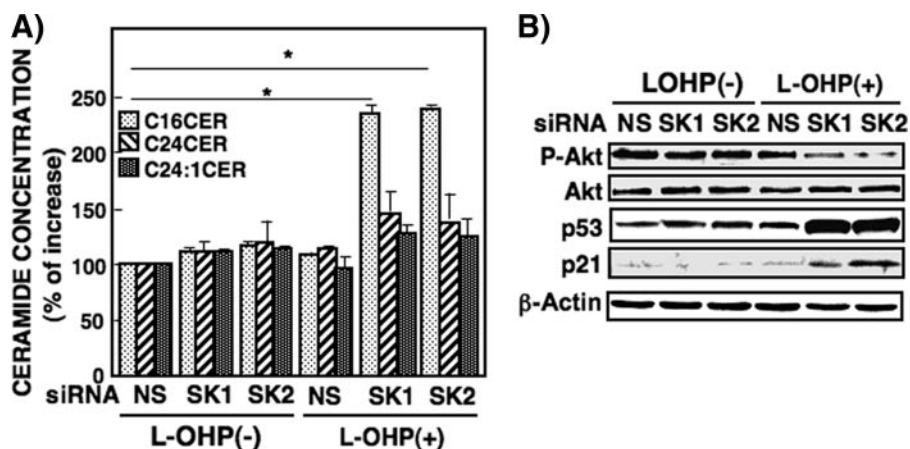 A)
CERAMIDE CONCENTRATION
(% of increase)
250
200
150
100
50
0
*
*
C16CER
C24CER
C24:1CER
siRNA NS SK1 SK2 NS SK1 SK2
L-OHP(-) L-OHP(+)
B)
LOHP(-) L-OHP(+)
siRNA NS SK1 SK2 NS SK1 SK2
P-Akt
Akt
p53
p21
β-Actin